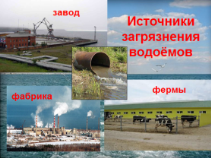 завод
Источники
загрязнения
водоёмов
фабрика
фермы